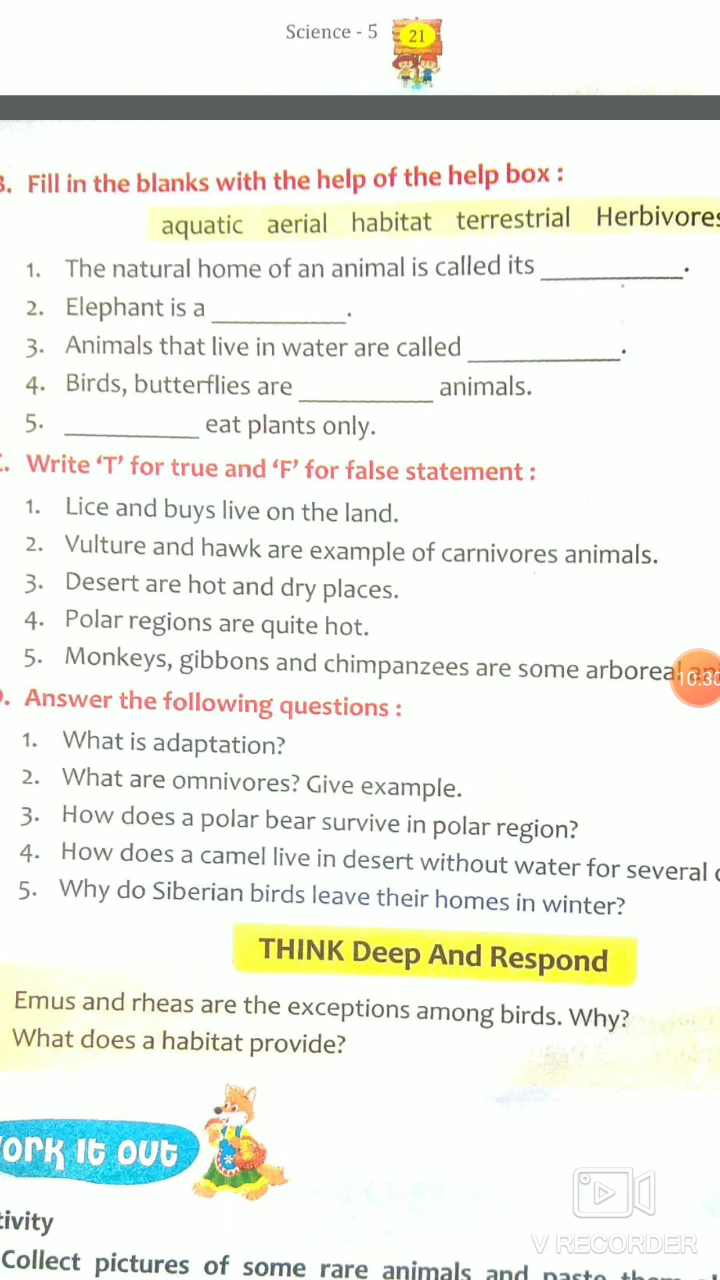 Science - 5 21
. Fill in the blanks with the help of the help box :
aquatic aerial habitat terrestrial Herbivores
1. The natural home of an animal is called its ____________.
2. Elephant is a ____________.
3. Animals that live in water are called ____________.
4. Birds, butterflies are ____________ animals.
5. ____________ eat plants only.
. Write ‘T’ for true and ‘F’ for false statement :
1. Lice and buys live on the land.
2. Vulture and hawk are example of carnivores animals.
3. Desert are hot and dry places.
4. Polar regions are quite hot.
5. Monkeys, gibbons and chimpanzees are some arboreal
10:30
. Answer the following questions :
1. What is adaptation?
2. What are omnivores? Give example.
3. How does a polar bear survive in polar region?
4. How does a camel live in desert without water for several
5. Why do Siberian birds leave their homes in winter?
THINK Deep And Respond
Emus and rheas are the exceptions among birds. Why?
What does a habitat provide?
ork it out
tivity
Collect pictures of some rare animals and paste
V RECORDER